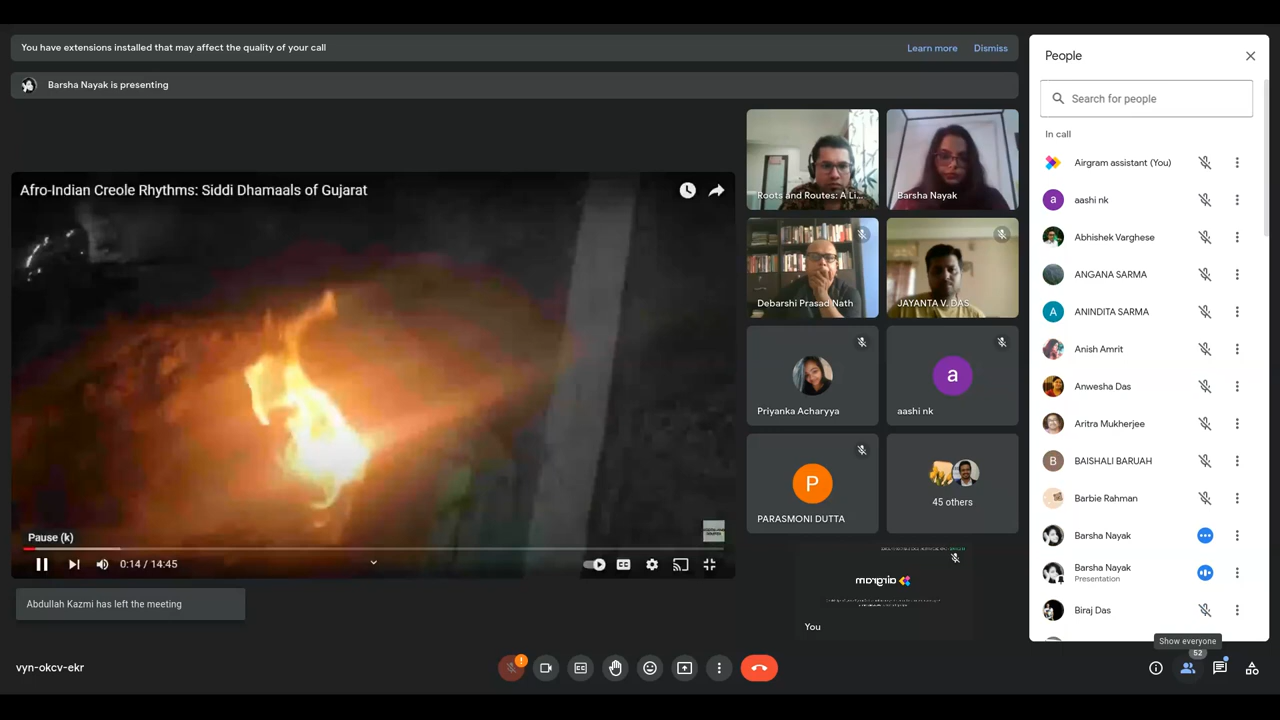 You have extensions installed that may affect the quality of your call
Learn more
Dismiss
Barsha Nayak is presenting
Afro-Indian Creole Rhythms: Siddi Dhamaals of Gujarat
Pause (k)
0:14 / 14:45
Abdullah Kazmi has left the meeting
vyn-okcv-ekr
Roots and Routes: A Li...
Barsha Nayak
Debarshi Prasad Nath
JAYANTA V. DAS
Priyanka Acharyya
a
aashi nk
P
PARASMONI DUTTA
45 others
airgram
You
People
Search for people
In call
Airgram assistant (You)
a
aashi nk
Abhishek Varghese
ANGANA SARMA
A
ANINDITA SARMA
Anish Amrit
Anwesha Das
Aritra Mukherjee
B
BAISHALI BARUAH
Barbie Rahman
Barsha Nayak
Barsha Nayak
Presentation
Biraj Das
Show everyone
52